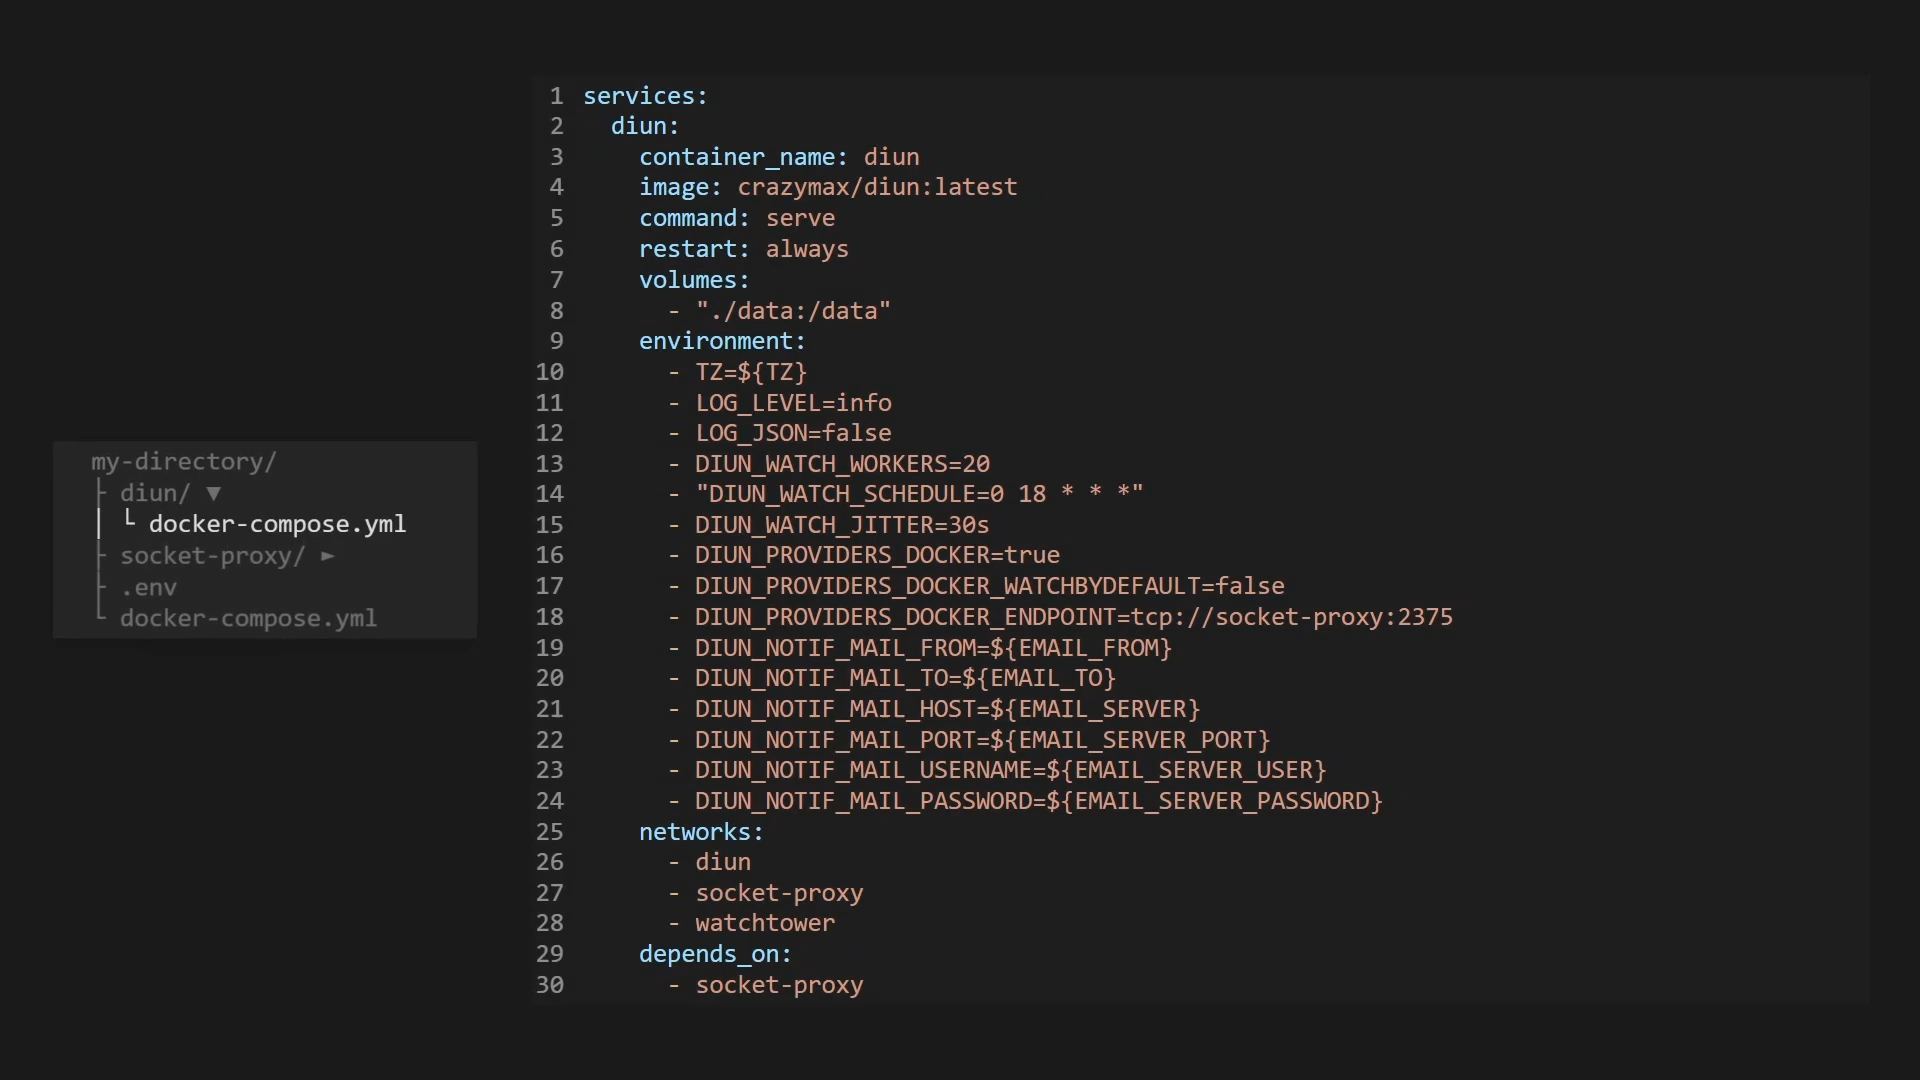 my-directory/
├ diun/ ▼
│ └ docker-compose.yml
├ socket-proxy/ ►
├ .env
└ docker-compose.yml
1 services:
2   diun:
3     container_name: diun
4     image: crazymax/diun:latest
5     command: serve
6     restart: always
7     volumes:
8       - "./data:/data"
9     environment:
10       - TZ=${TZ}
11       - LOG_LEVEL=info
12       - LOG_JSON=false
13       - DIUN_WATCH_WORKERS=20
14       - "DIUN_WATCH_SCHEDULE=0 18 * * *"
15       - DIUN_WATCH_JITTER=30s
16       - DIUN_PROVIDERS_DOCKER=true
17       - DIUN_PROVIDERS_DOCKER_WATCHBYDEFAULT=false
18       - DIUN_PROVIDERS_DOCKER_ENDPOINT=tcp://socket-proxy:2375
19       - DIUN_NOTIF_MAIL_FROM=${EMAIL_FROM}
20       - DIUN_NOTIF_MAIL_TO=${EMAIL_TO}
21       - DIUN_NOTIF_MAIL_HOST=${EMAIL_SERVER}
22       - DIUN_NOTIF_MAIL_PORT=${EMAIL_SERVER_PORT}
23       - DIUN_NOTIF_MAIL_USERNAME=${EMAIL_SERVER_USER}
24       - DIUN_NOTIF_MAIL_PASSWORD=${EMAIL_SERVER_PASSWORD}
25     networks:
26       - diun
27       - socket-proxy
28       - watchtower
29     depends_on:
30       - socket-proxy